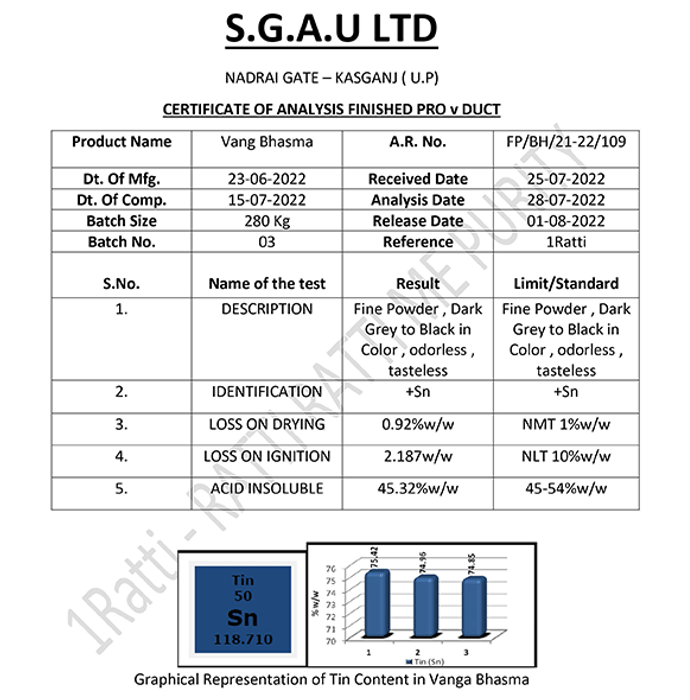 S.G.A.U LTD
NADRAI GATE – KASGANJ ( U.P)
CERTIFICATE OF ANALYSIS FINISHED PRO v DUCT
Product Name Vang Bhasma A.R. No. FP/BH/21-22/109
Dt. Of Mfg. 23-06-2022 Received Date 25-07-2022
Dt. Of Comp. 15-07-2022 Analysis Date 28-07-2022
Batch Size 280 Kg Release Date 01-08-2022
Batch No. 03 Reference 1Ratti
S.No. Name of the test Result Limit/Standard
1. DESCRIPTION Fine Powder , Dark Fine Powder , Dark
Grey to Black in Grey to Black in
Color , odorless , Color , odorless ,
tasteless tasteless
2. IDENTIFICATION +Sn +Sn
3. LOSS ON DRYING 0.92%w/w NMT 1%w/w
4. LOSS ON IGNITION 2.187w/w NLT 10%w/w
5. ACID INSOLUBLE 45.32%w/w 45-54%w/w
1Ratti - RATTI RATTI ME PURITY
Tin
50
Sn
118.710
75.42 74.96 74.85
%w/w
76
75
74
73
72
71
70
1 2 3
Tin (Sn)
Graphical Representation of Tin Content in Vanga Bhasma